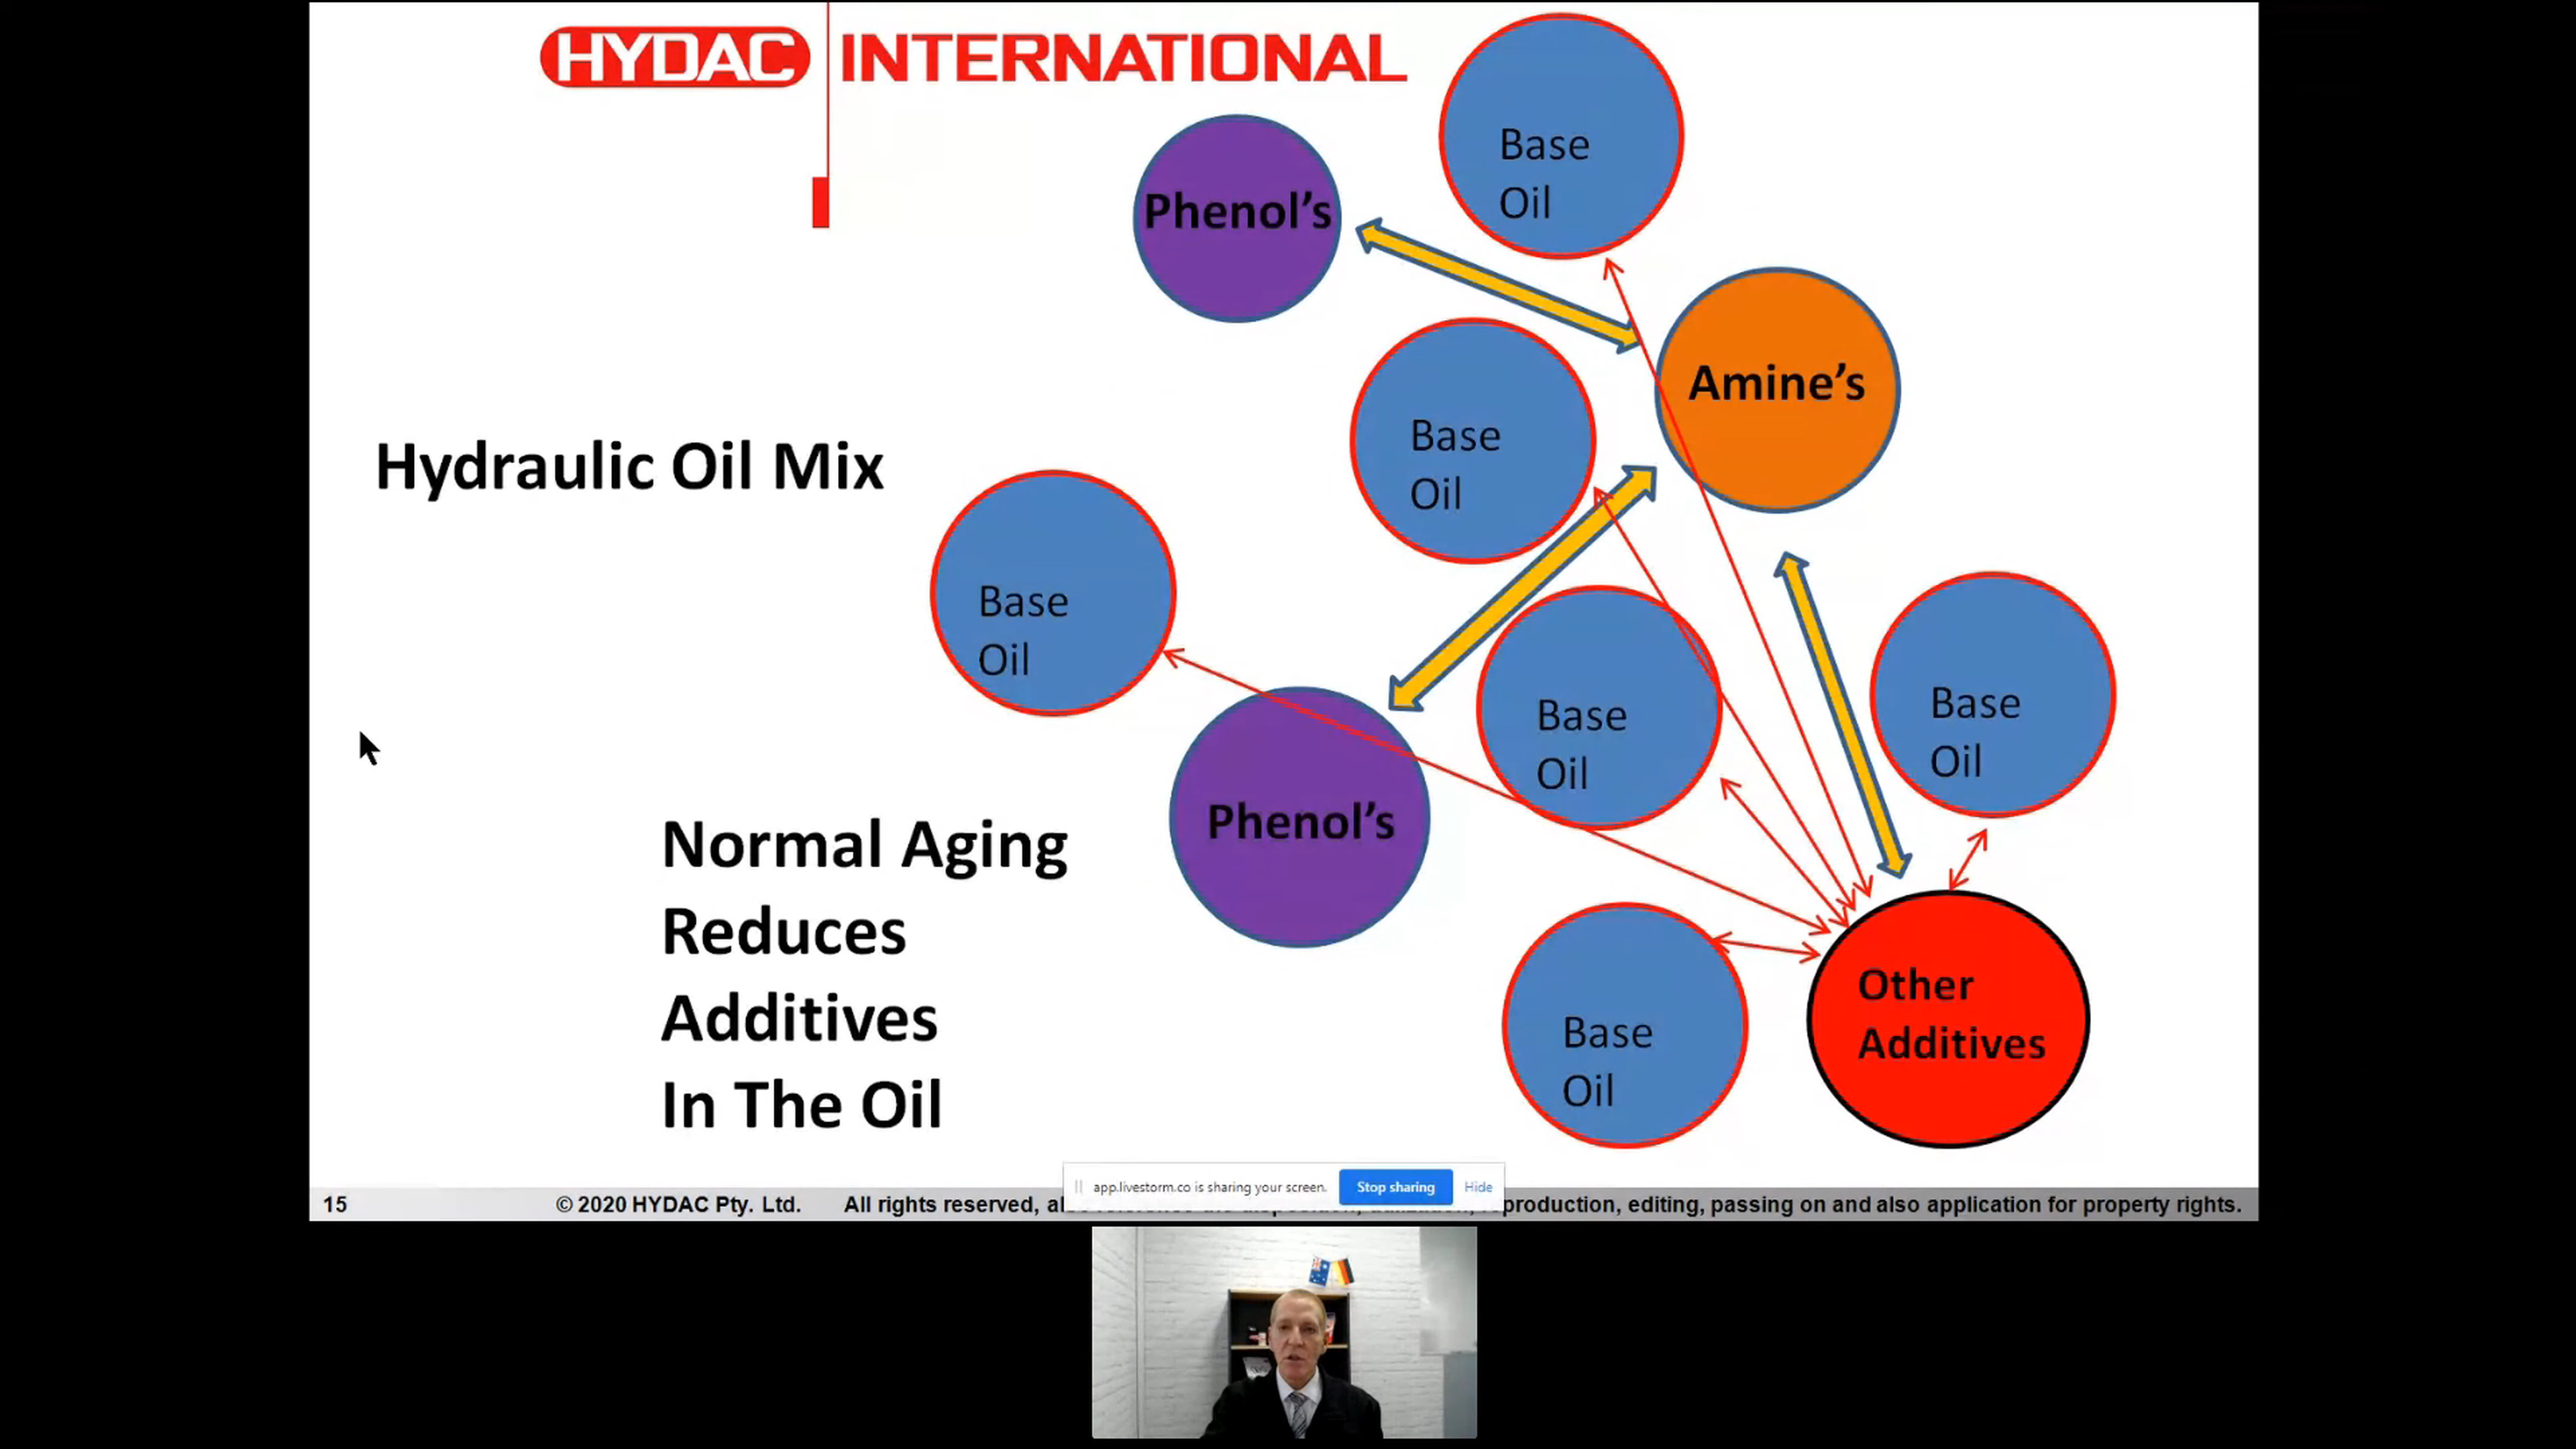 HYDAC INTERNATIONAL
Base
Oil
Phenol's
Amine's
Base
Oil
Hydraulic Oil Mix
Base
Oil
Base
Oil
Base
Oil
Phenol's
Normal Aging
Reduces
Additives
In The Oil
Other
Additives
Base
Oil
app.livestorm.co is sharing your screen. Stop sharing Hide
15 © 2020 HYDAC Pty. Ltd. All rights reserved, production, editing, passing on and also application for property rights.